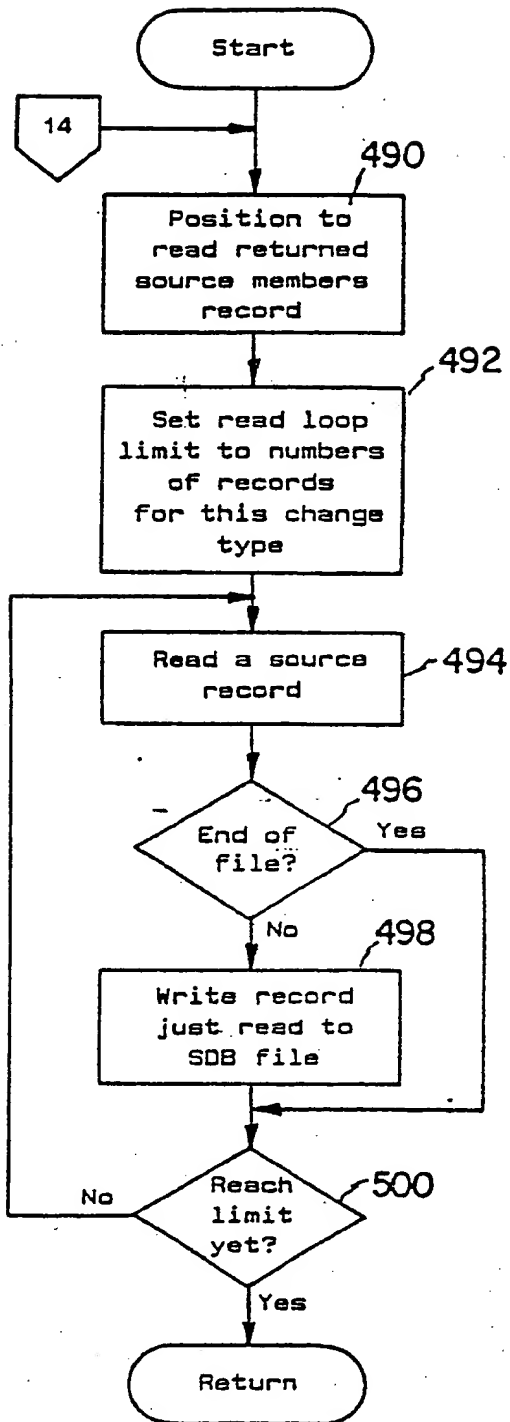 Start
14
490
Position to
read returned
source members
record
492
Set read loop
limit to numbers
of records
for this change
type
Read a source
record
494
496
End of
file?
Yes
No
498
Write record
just read to
SDB file
Reach
limit
yet?
500
No
Yes
Return